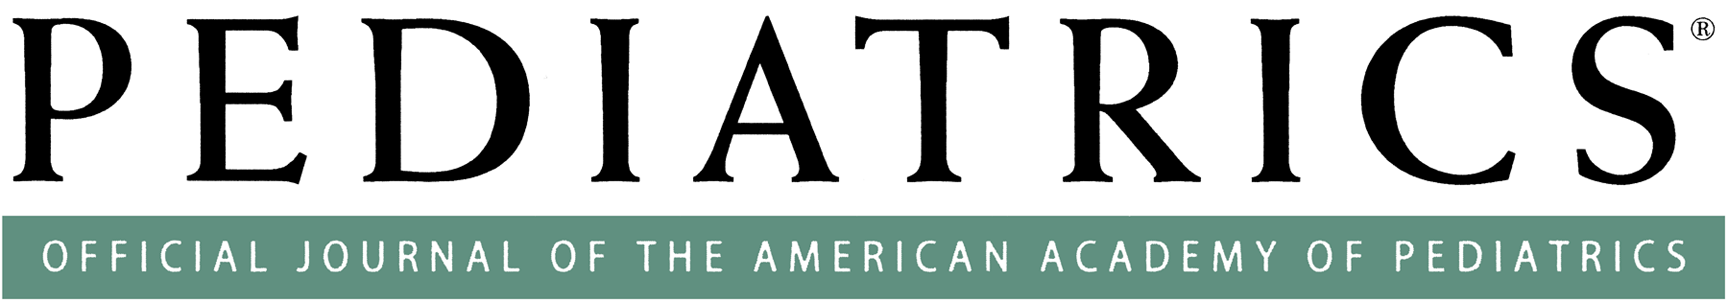 PEDIATRICS®
OFFICIAL JOURNAL OF THE AMERICAN ACADEMY OF PEDIATRICS